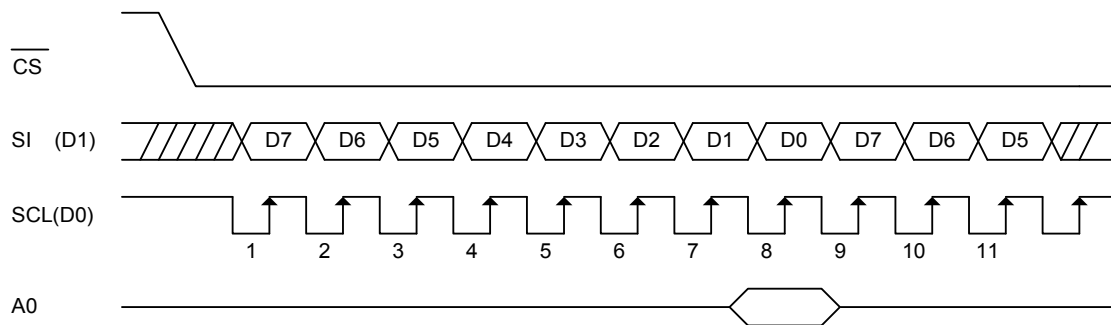 CS
SI (D1) D7 D6 D5 D4 D3 D2 D1 D0 D7 D6 D5
SCL(D0)
1 2 3 4 5 6 7 8 9 10 11
A0